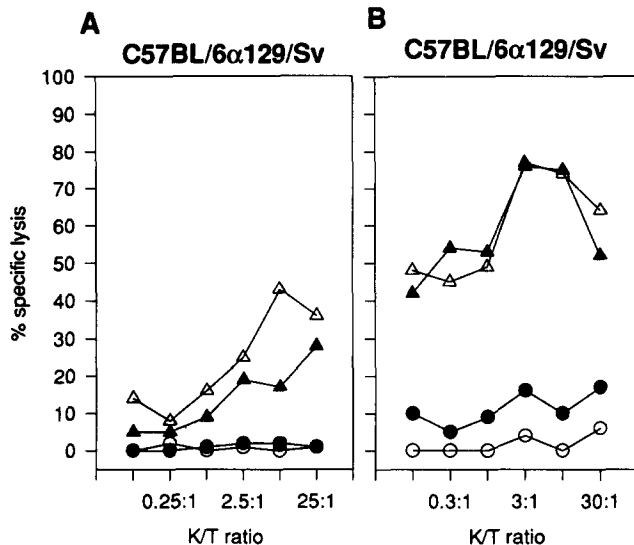 A
B
C57BL/6α129/Sv
C57BL/6α129/Sv
% specific lysis
100
90
80
70
60
50
40
30
20
10
0
0.25:1
2.5:1
25:1
0.3:1
3:1
30:1
K/T ratio
K/T ratio